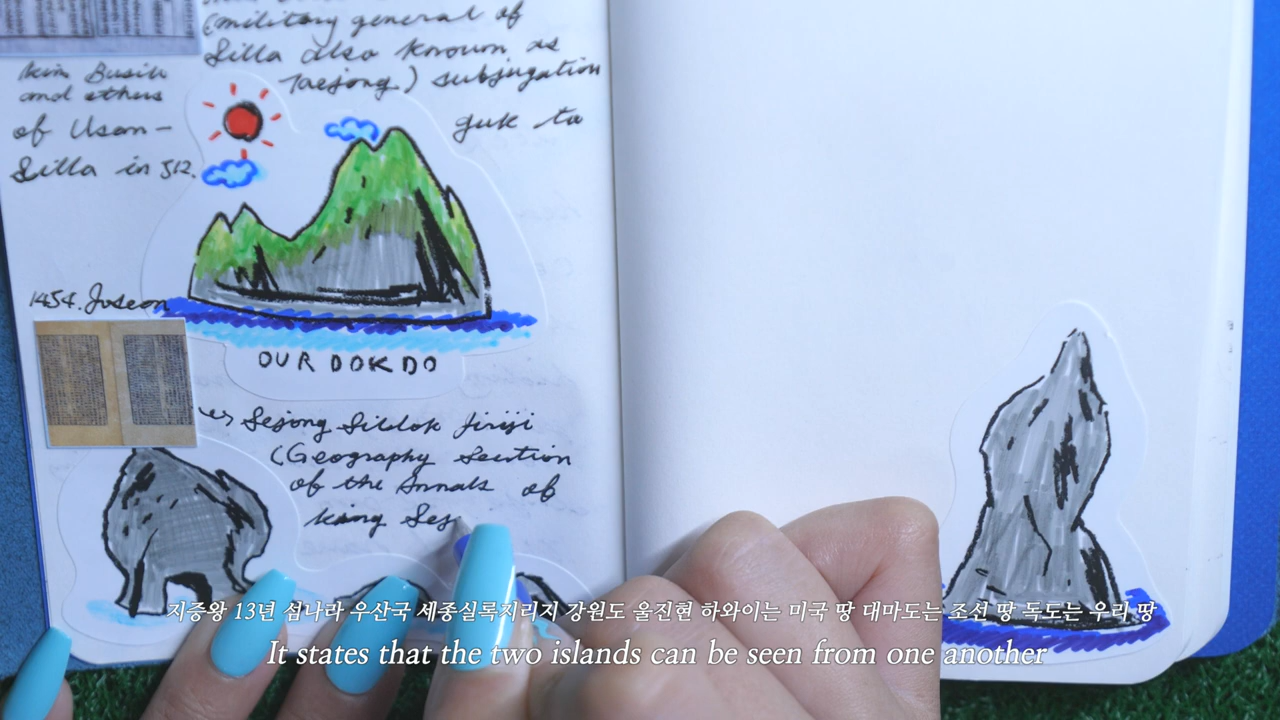 (military general of
Silla also known as
Taejong) subjugation
Kim Busik
and others
of Usan-
guk to
Silla in 512.
1454. Joseon
OUR DOKDO
Sejong Sillok Jiriji
(Geography Section
of the Annals of
King Sej
지증왕 13년 섬나라 우산국 세종실록지리지 강원도 울진현 하와이는 미국 땅 대마도는 조선 땅 독도는 우리 땅
It states that the two islands can be seen from one another